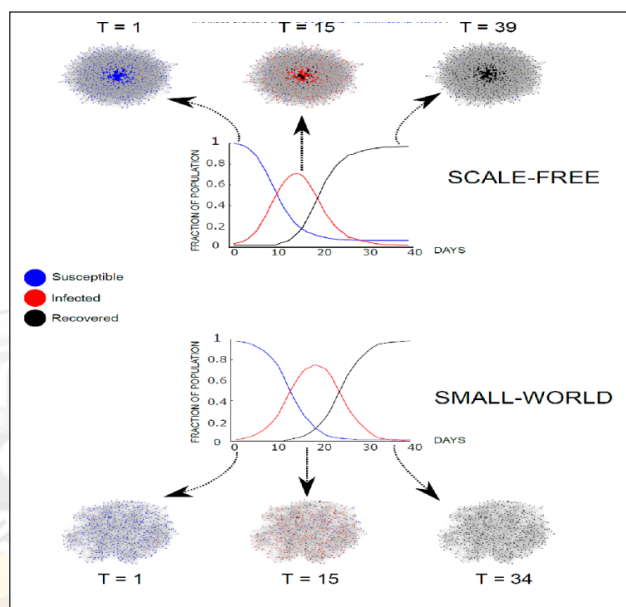 T = 1 T = 15 T = 39
1
0.8
0.6
0.4
0.2
0
FRACTION OF POPULATION
0 10 20 30 40 DAYS
SCALE-FREE
Susceptible
Infected
Recovered
1
0.8
0.6
0.4
0.2
0
FRACTION OF POPULATION
0 10 20 30 40 DAYS
SMALL-WORLD
T = 1 T = 15 T = 34